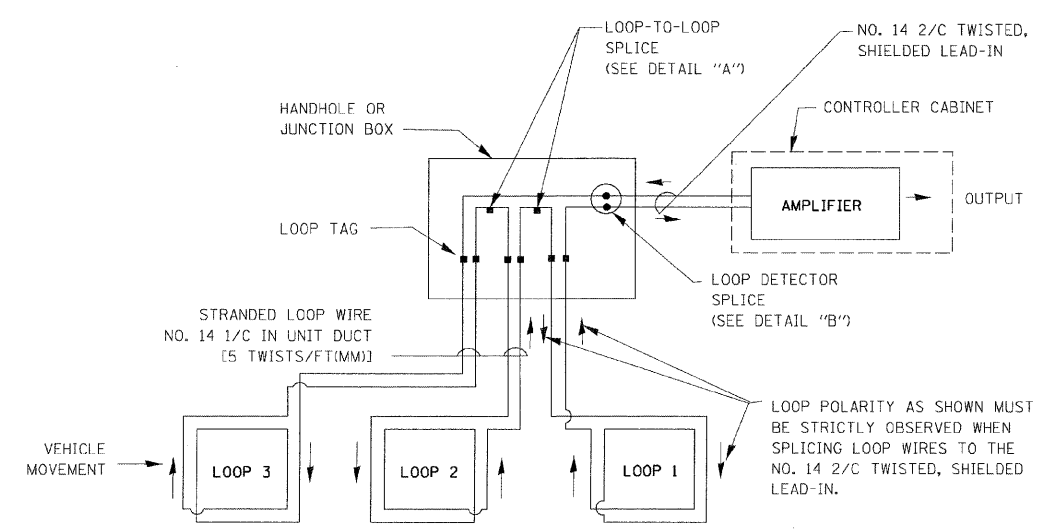 LOOP-TO-LOOP
SPLICE
(SEE DETAIL "A")
NO. 14 2/C TWISTED,
SHIELDED LEAD-IN
HANDHOLE OR
JUNCTION BOX
CONTROLLER CABINET
AMPLIFIER
OUTPUT
LOOP TAG
LOOP DETECTOR
SPLICE
(SEE DETAIL "B")
STRANDED LOOP WIRE
NO. 14 1/C IN UNIT DUCT
[5 TWISTS/FT(MM)]
LOOP POLARITY AS SHOWN MUST
BE STRICTLY OBSERVED WHEN
SPLICING LOOP WIRES TO THE
NO. 14 2/C TWISTED, SHIELDED
LEAD-IN.
VEHICLE
MOVEMENT
LOOP 3
LOOP 2
LOOP 1